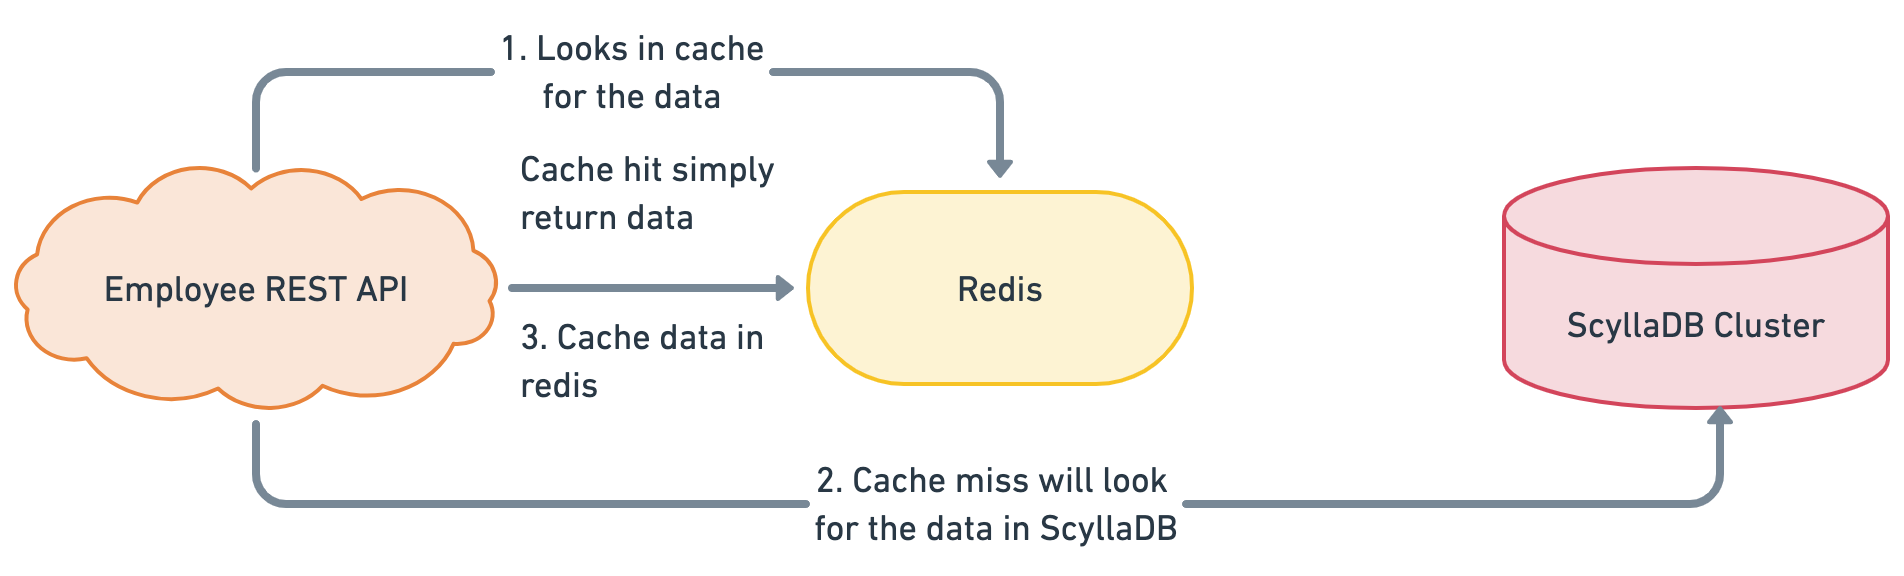 1. Looks in cache
for the data
Cache hit simply
return data
Employee REST API
Redis
ScyllaDB Cluster
3. Cache data in
redis
2. Cache miss will look
for the data in ScyllaDB